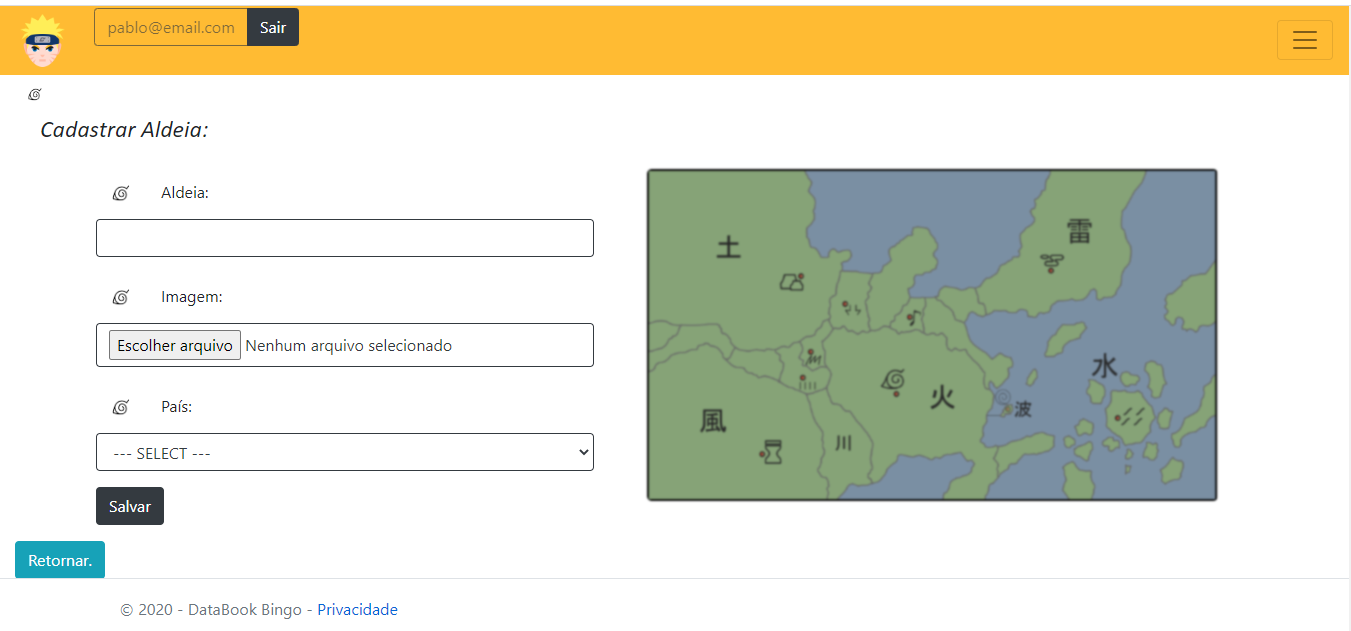 pablo@email.com Sair
Cadastrar Aldeia:
Aldeia:
Imagem:
Escolher arquivo Nenhum arquivo selecionado
País:
--- SELECT ---
Salvar
Retornar.
土
雷
水
火
波
風
川
© 2020 - DataBook Bingo - Privacidade